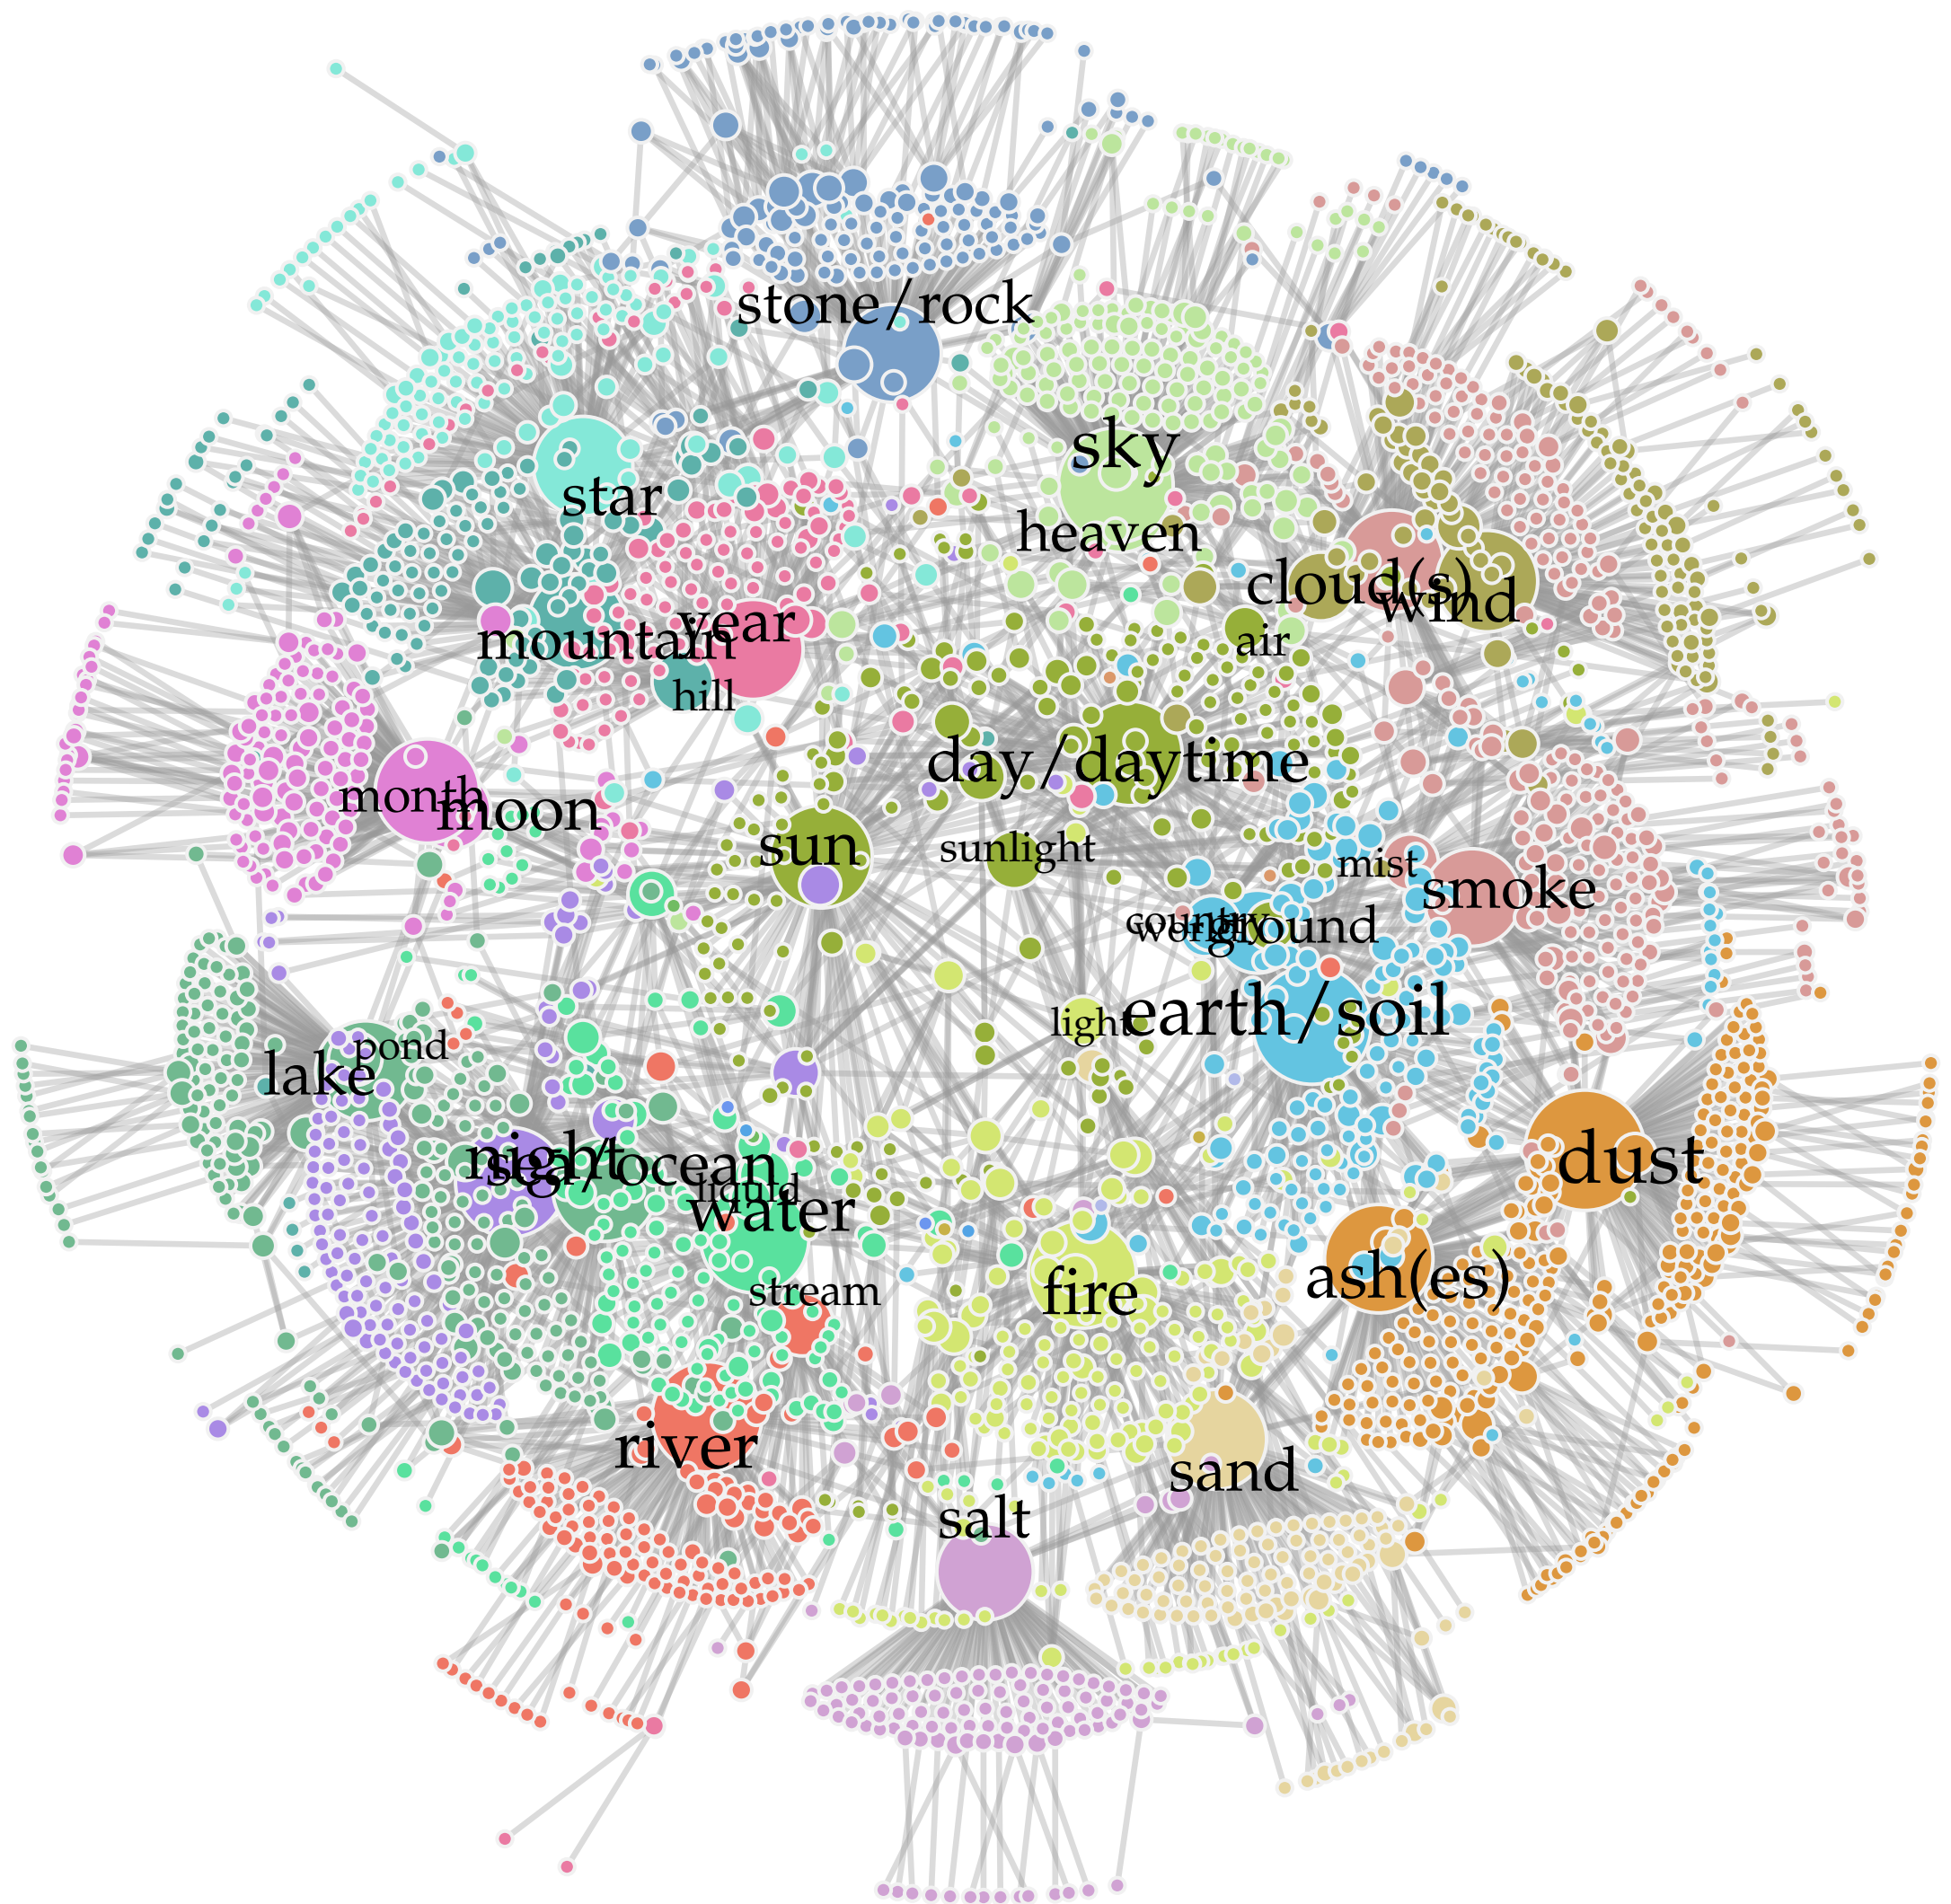 stone/rock
sky
star
heaven
cloud(s)
wind
year
mountain
air
hill
day/daytime
month
moon
sun
sunlight
mist
smoke
country
world
ground
earth/soil
light
pond
lake
night
sea/ocean
liquid
water
dust
stream
fire
ash(es)
river
sand
salt